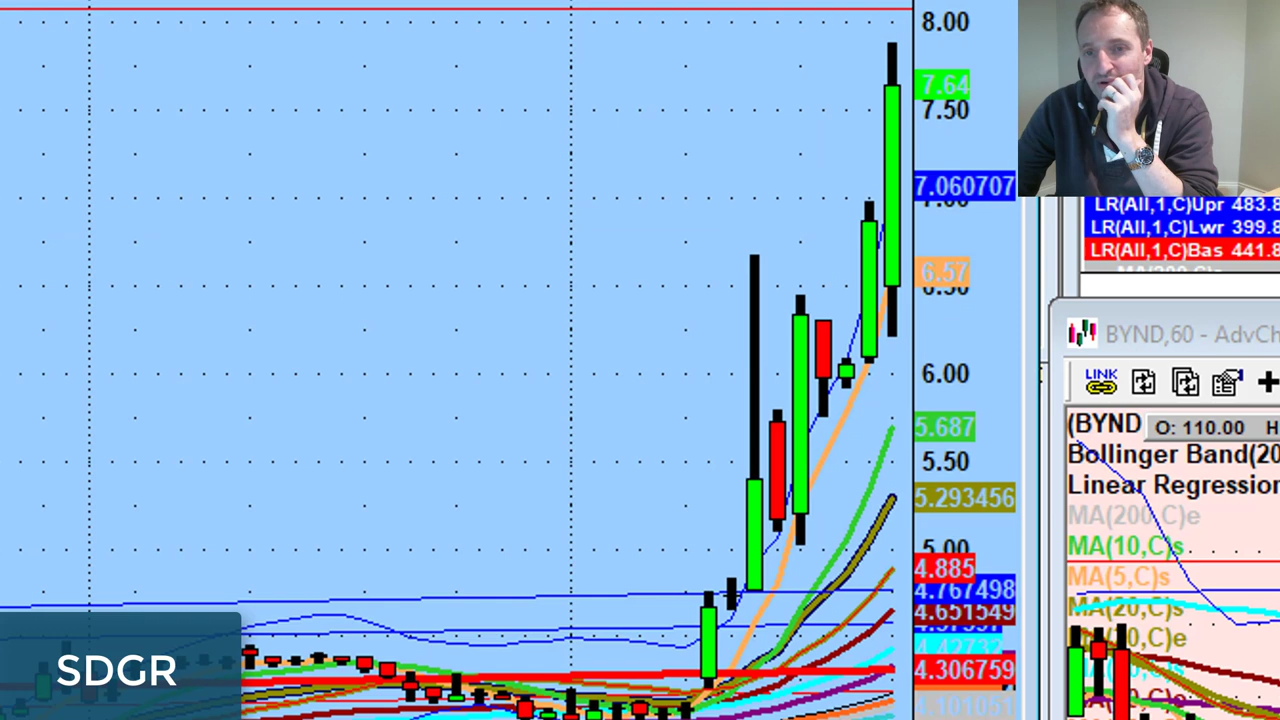 8.00
7.64
7.50
7.060707
6.57
6.00
5.687
5.50
5.293456
5.00
4.885
4.767498
4.651549
4.306759
SDGR
LR(All,1,C)Upr 483.8
LR(All,1,C)Lwr 399.8
LR(All,1,C)Bas 441.8
BYND,60 - AdvCh
LINK
(BYND O: 110.00 H
Bollinger Band(20
Linear Regression
MA(200,C)e
MA(10,C)s
MA(5,C)s
MA(20,C)s